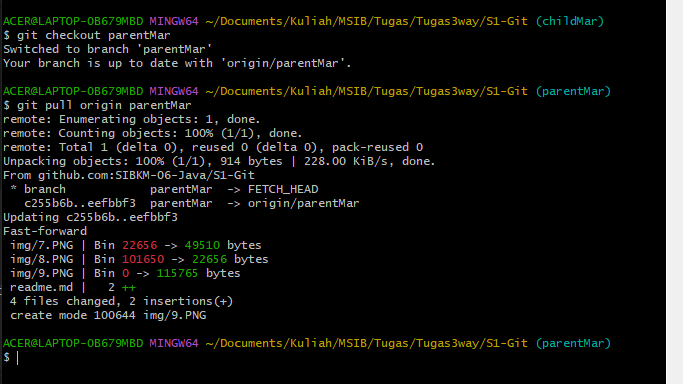 ACER@LAPTOP-OB679MBD MINGW64 ~/Documents/Kuliah/MSIB/Tugas/Tugas3way/S1-Git (childMar)
$ git checkout parentMar
Switched to branch 'parentMar'
Your branch is up to date with 'origin/parentMar'.
ACER@LAPTOP-OB679MBD MINGW64 ~/Documents/Kuliah/MSIB/Tugas/Tugas3way/S1-Git (parentMar)
$ git pull origin parentMar
remote: Enumerating objects: 1, done.
remote: Counting objects: 100% (1/1), done.
remote: Total 1 (delta 0), reused 0 (delta 0), pack-reused 0
Unpacking objects: 100% (1/1), 914 bytes | 228.00 KiB/s, done.
From github.com:SIBKM-06-Java/S1-Git
 * branch            parentMar  -> FETCH_HEAD
   c255b6b..eefbbf3  parentMar  -> origin/parentMar
Updating c255b6b..eefbbf3
Fast-forward
 img/7.PNG | Bin 22656 -> 49510 bytes
 img/8.PNG | Bin 101650 -> 22656 bytes
 img/9.PNG | Bin 0 -> 115765 bytes
 readme.md |   2 ++
 4 files changed, 2 insertions(+)
 create mode 100644 img/9.PNG
ACER@LAPTOP-OB679MBD MINGW64 ~/Documents/Kuliah/MSIB/Tugas/Tugas3way/S1-Git (parentMar)
$